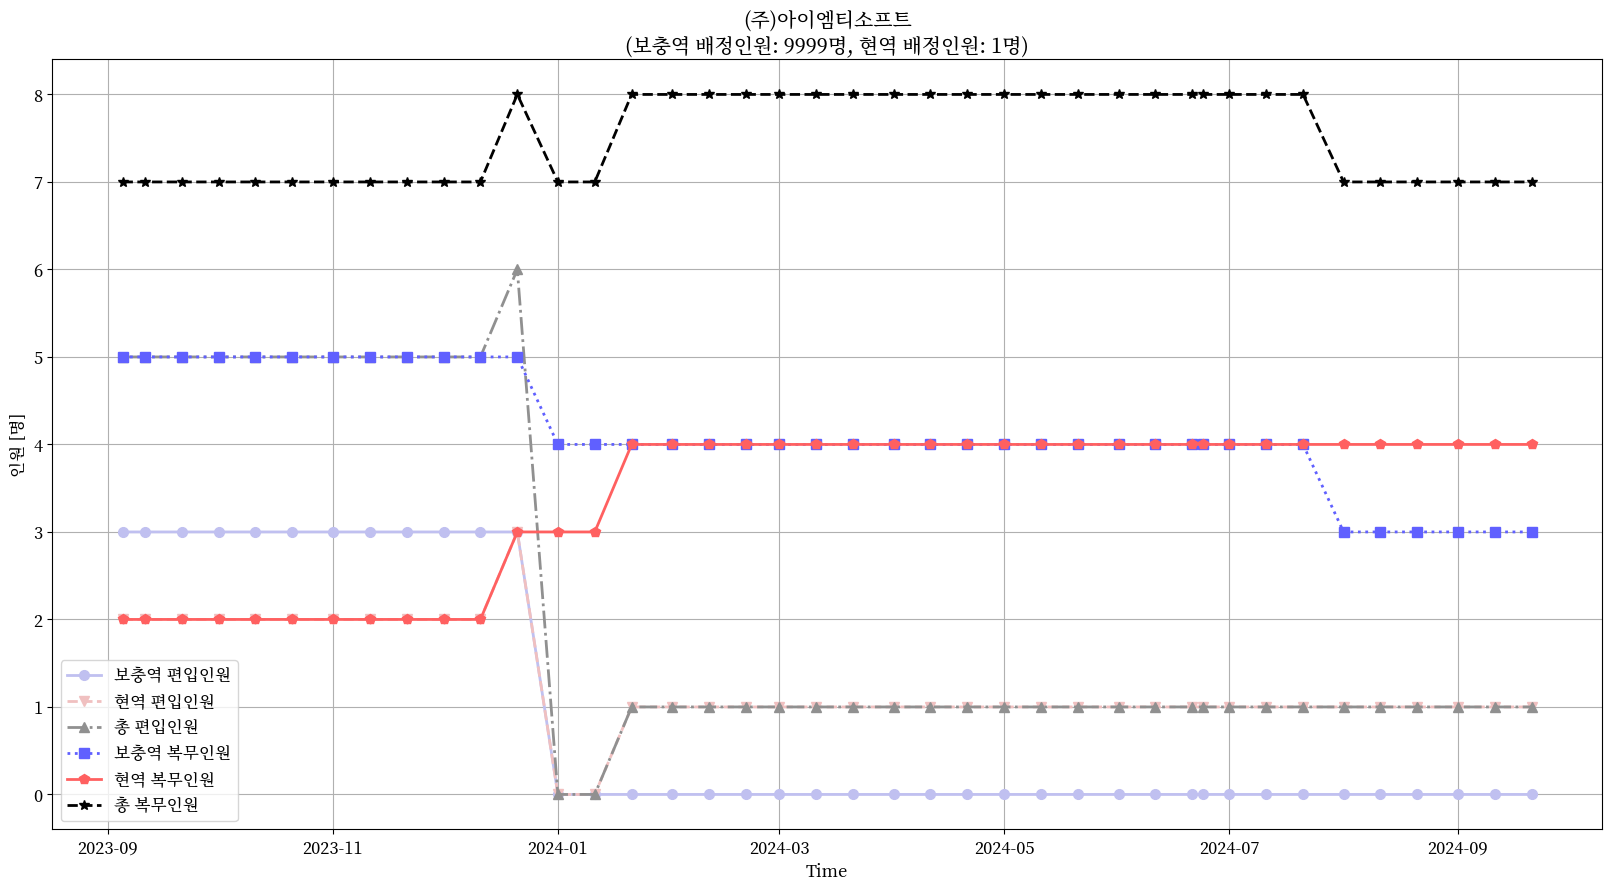 (주)아이엠티소프트
(보충역 배정인원: 9999명, 현역 배정인원: 1명)
인원 [명]
8
7
6
5
4
3
2
1
0
보충역 편입인원
현역 편입인원
총 편입인원
보충역 복무인원
현역 복무인원
총 복무인원
2023-09
2023-11
2024-01
2024-03
2024-05
2024-07
2024-09
Time